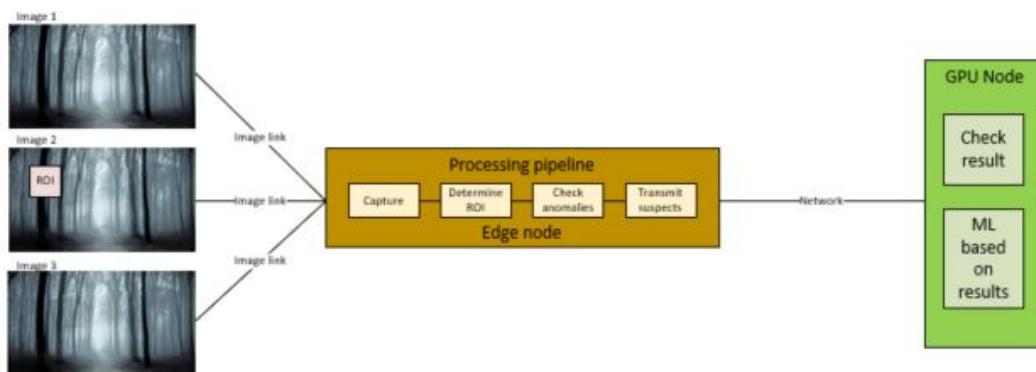 Image 1
Image link
Image 2
ROI
Image link
Image 3
Image link
Processing pipeline
Capture
Determine
ROI
Check
anomalies
Transmit
suspects
Edge node
Network
GPU Node
Check
result
ML
based
on
results